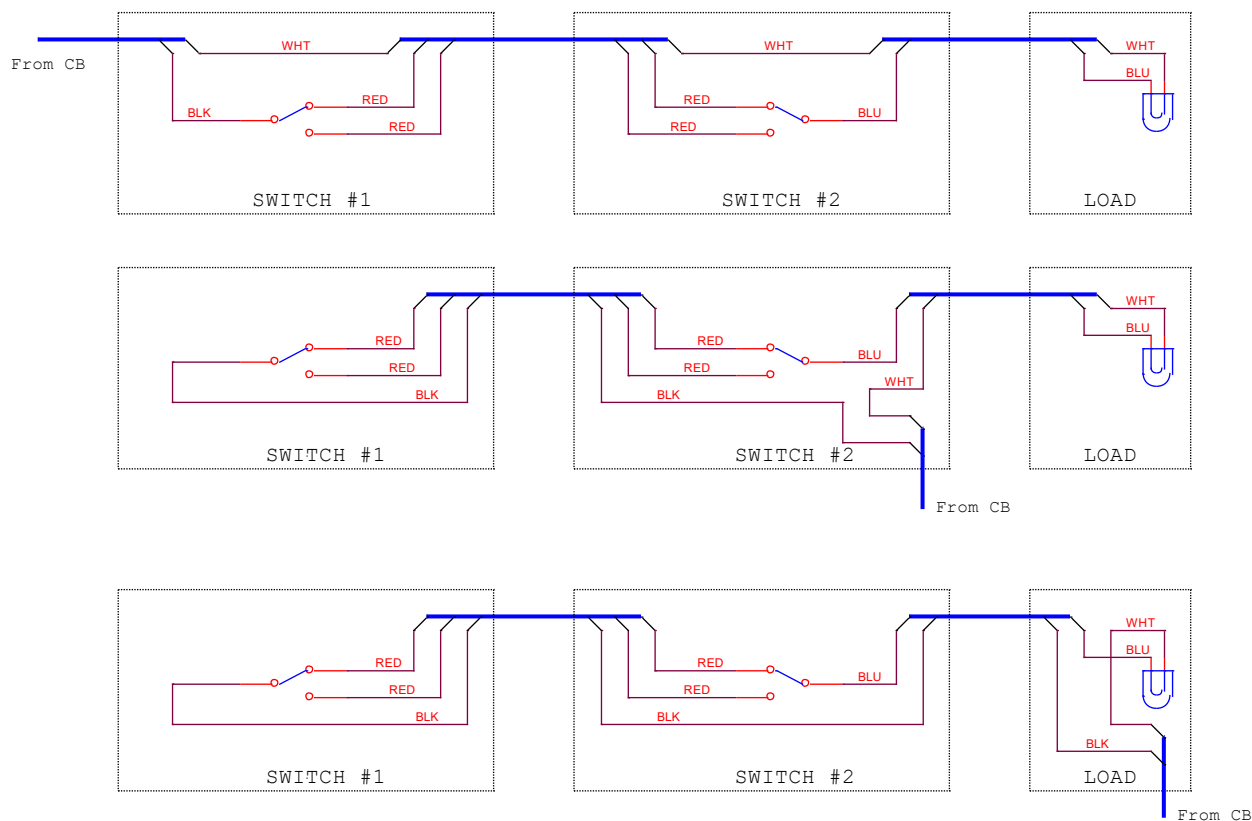 WHT
WHT
WHT
From CB
BLU
RED
RED
BLK
RED
RED
BLU
SWITCH #1
SWITCH #2
LOAD
WHT
BLU
RED
RED
RED
RED
BLU
WHT
BLK
BLK
SWITCH #1
SWITCH #2
LOAD
From CB
WHT
BLU
RED
RED
RED
RED
BLU
BLK
BLK
BLK
SWITCH #1
SWITCH #2
LOAD
From CB